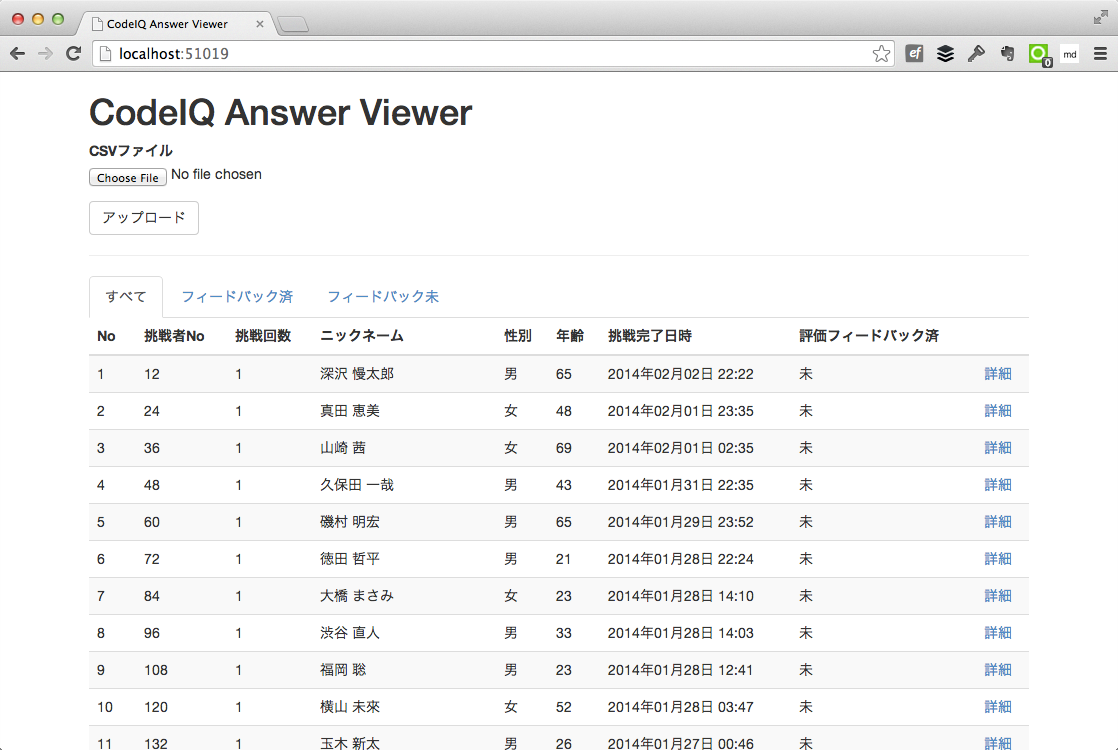 CodeIQ Answer Viewer
localhost:51019
ef
0
md
CodeIQ Answer Viewer
CSVファイル
Choose File No file chosen
アップロード
すべて フィードバック済 フィードバック未
No 挑戦者No 挑戦回数 ニックネーム 性別 年齢 挑戦完了日時 評価フィードバック済
1 12 1 深沢 慢太郎 男 65 2014年02月02日 22:22 未 詳細
2 24 1 真田 恵美 女 48 2014年02月01日 23:35 未 詳細
3 36 1 山崎 茜 女 69 2014年02月01日 02:35 未 詳細
4 48 1 久保田 一哉 男 43 2014年01月31日 22:35 未 詳細
5 60 1 磯村 明宏 男 65 2014年01月29日 23:52 未 詳細
6 72 1 徳田 哲平 男 21 2014年01月28日 22:24 未 詳細
7 84 1 大橋 まさみ 女 23 2014年01月28日 14:10 未 詳細
8 96 1 渋谷 直人 男 33 2014年01月28日 14:03 未 詳細
9 108 1 福岡 聡 男 23 2014年01月28日 12:41 未 詳細
10 120 1 横山 未來 女 52 2014年01月28日 03:47 未 詳細
11 132 1 玉木 新太 男 26 2014年01月27日 00:46 未 詳細